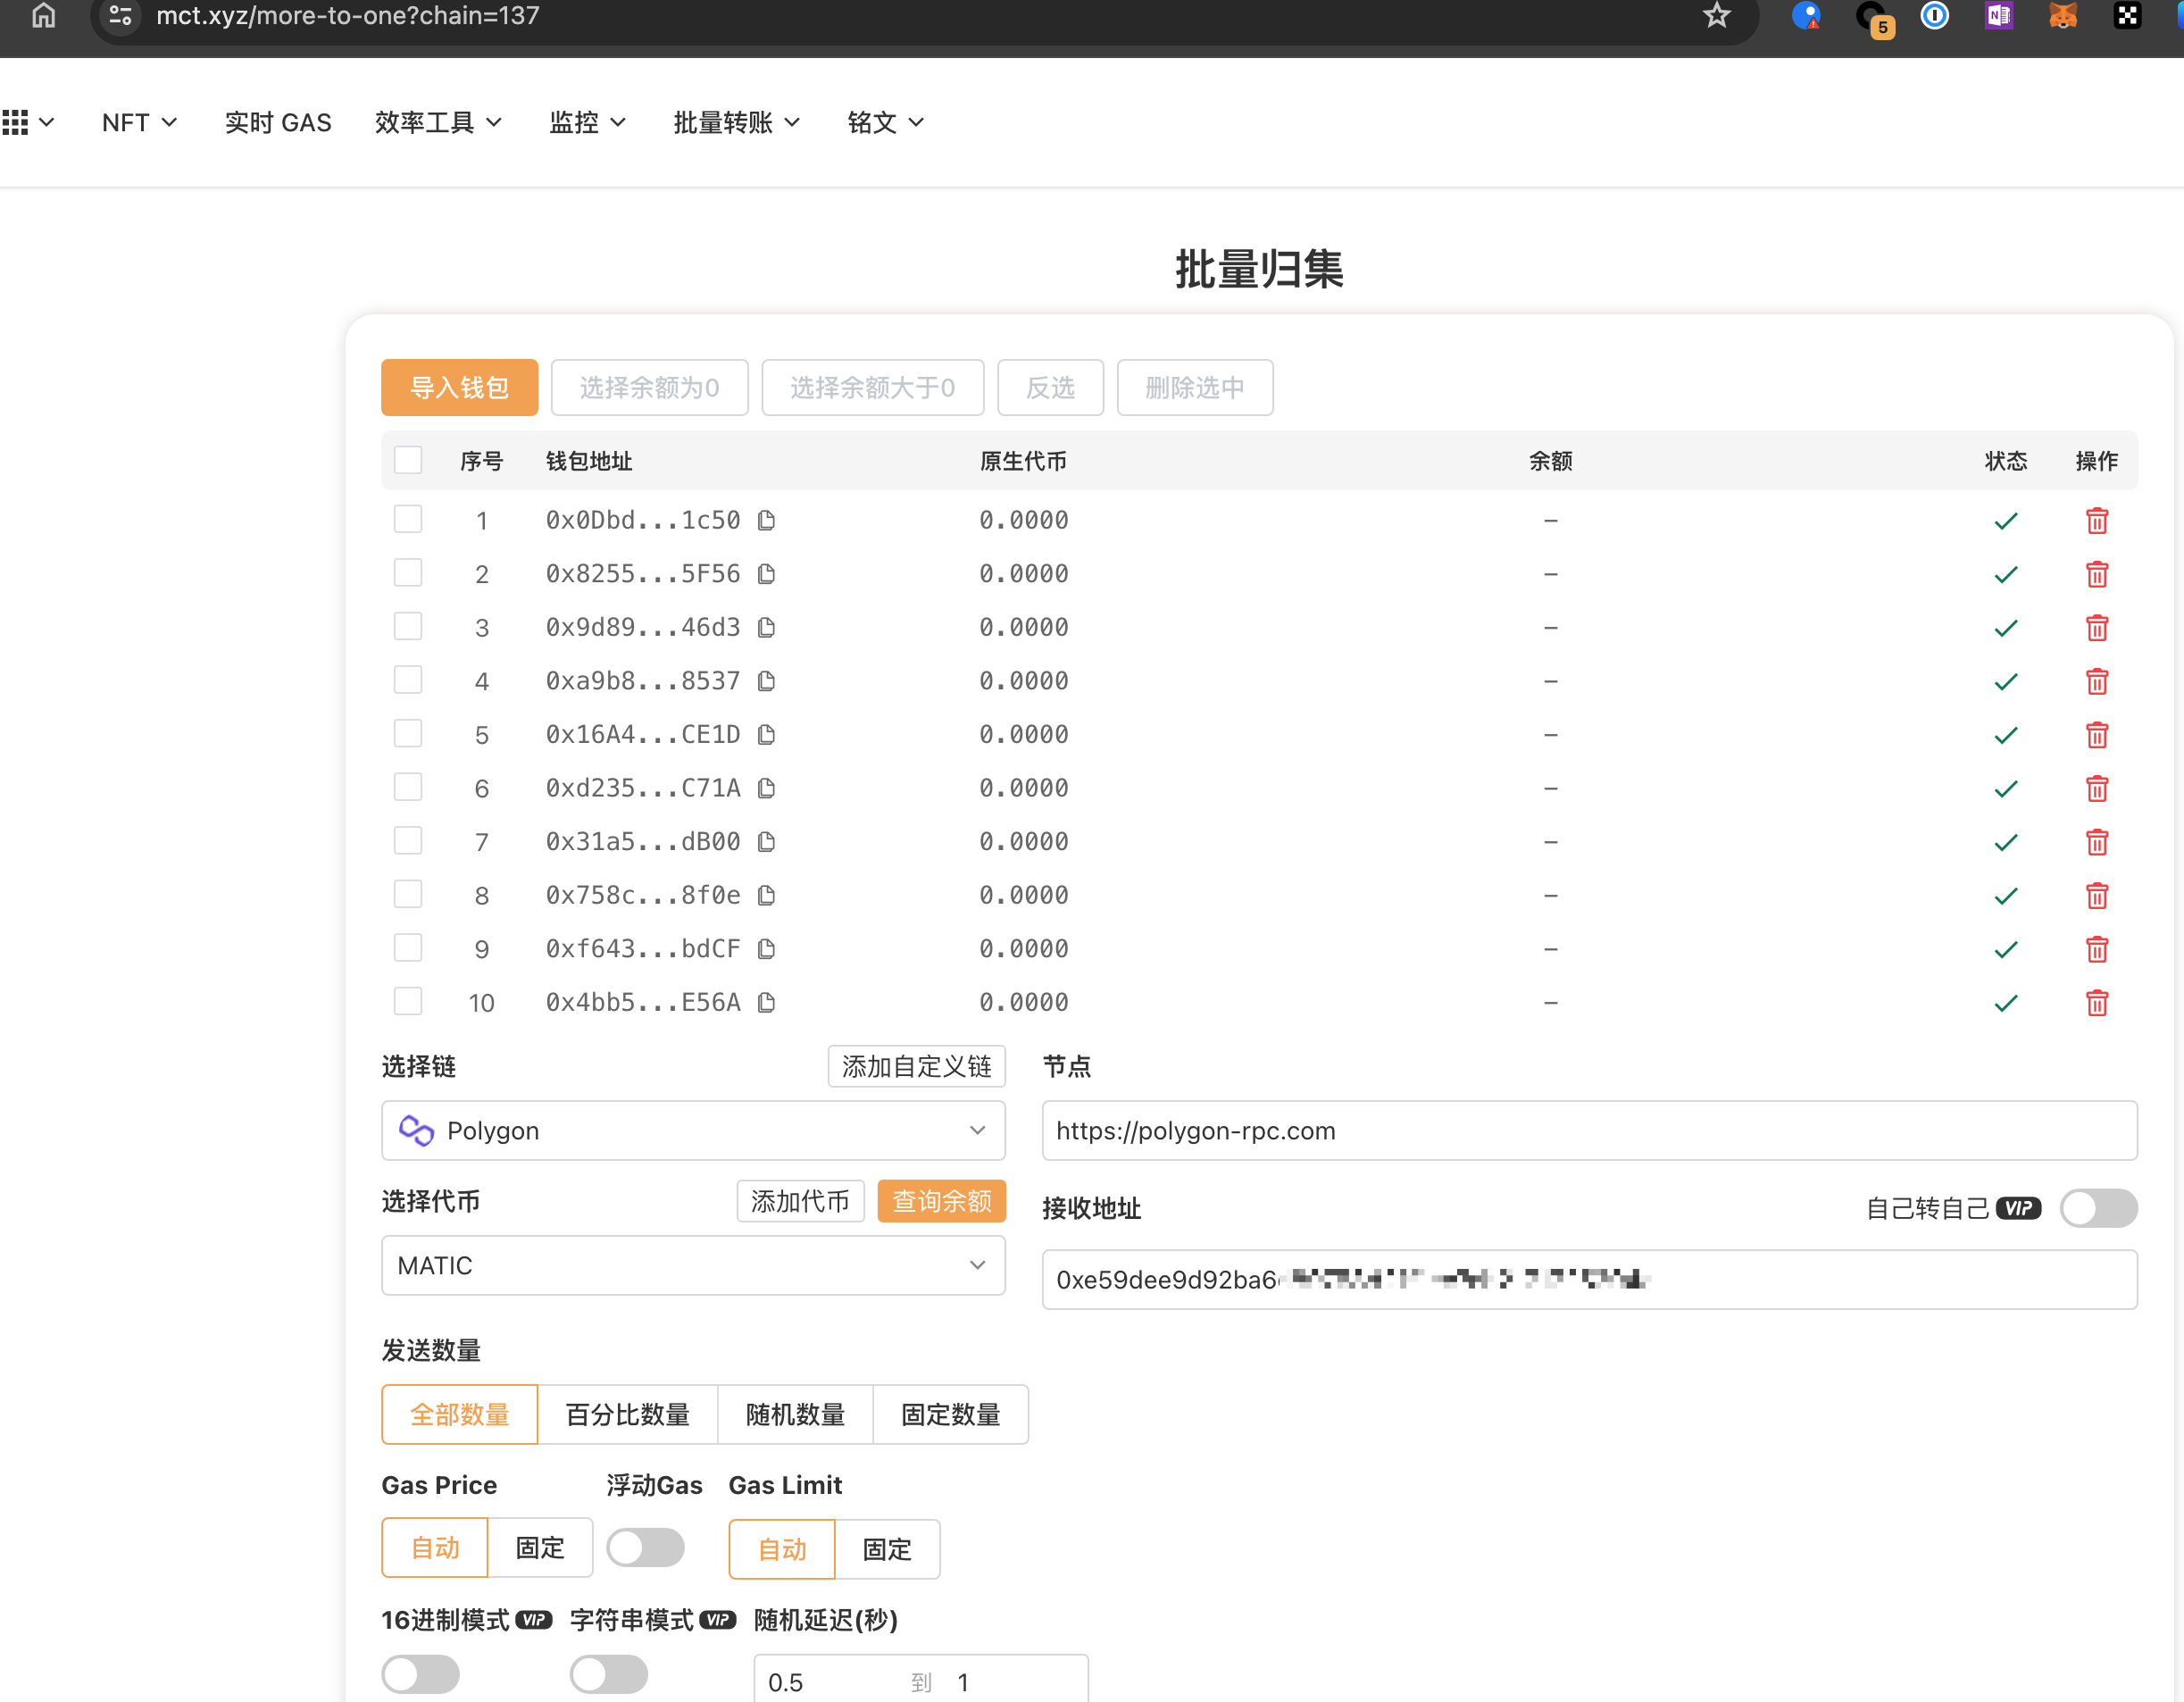 mct.xyz/more-to-one?chain=137
5
NFT 实时 GAS 效率工具 监控 批量转账 铭文
批量归集
导入钱包 选择余额为0 选择余额大于0 反选 删除选中
序号 钱包地址 原生代币 余额 状态 操作
1 0x0Dbd...1c50 0.0000 –
2 0x8255...5F56 0.0000 –
3 0x9d89...46d3 0.0000 –
4 0xa9b8...8537 0.0000 –
5 0x16A4...CE1D 0.0000 –
6 0xd235...C71A 0.0000 –
7 0x31a5...dB00 0.0000 –
8 0x758c...8f0e 0.0000 –
9 0xf643...bdCF 0.0000 –
10 0x4bb5...E56A 0.0000 –
选择链 添加自定义链 节点
Polygon https://polygon-rpc.com
选择代币 添加代币 查询余额 接收地址 自己转自己 VIP
MATIC 0xe59dee9d92ba6
发送数量
全部数量 百分比数量 随机数量 固定数量
Gas Price 浮动Gas Gas Limit
自动 固定 自动 固定
16进制模式 VIP 字符串模式 VIP 随机延迟(秒)
0.5 到 1